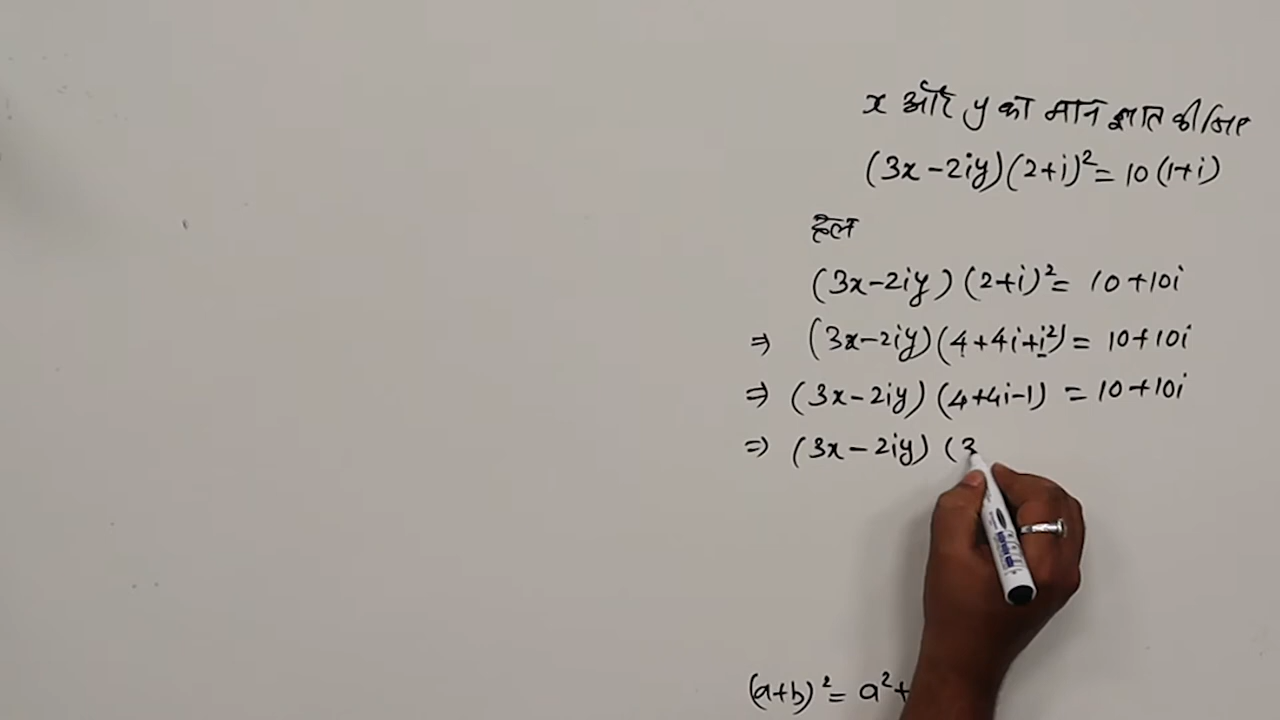 x और y का मान ज्ञात कीजिए
(3x-2iy)(2+i)²= 10(1+i)
हल
(3x-2iy)(2+i)²= 10+10i
⇒ (3x-2iy)(4+4i+i²) = 10+10i
⇒ (3x-2iy)(4+4i-1) = 10+10i
⇒ (3x-2iy)(3
(a+b)²= a²+